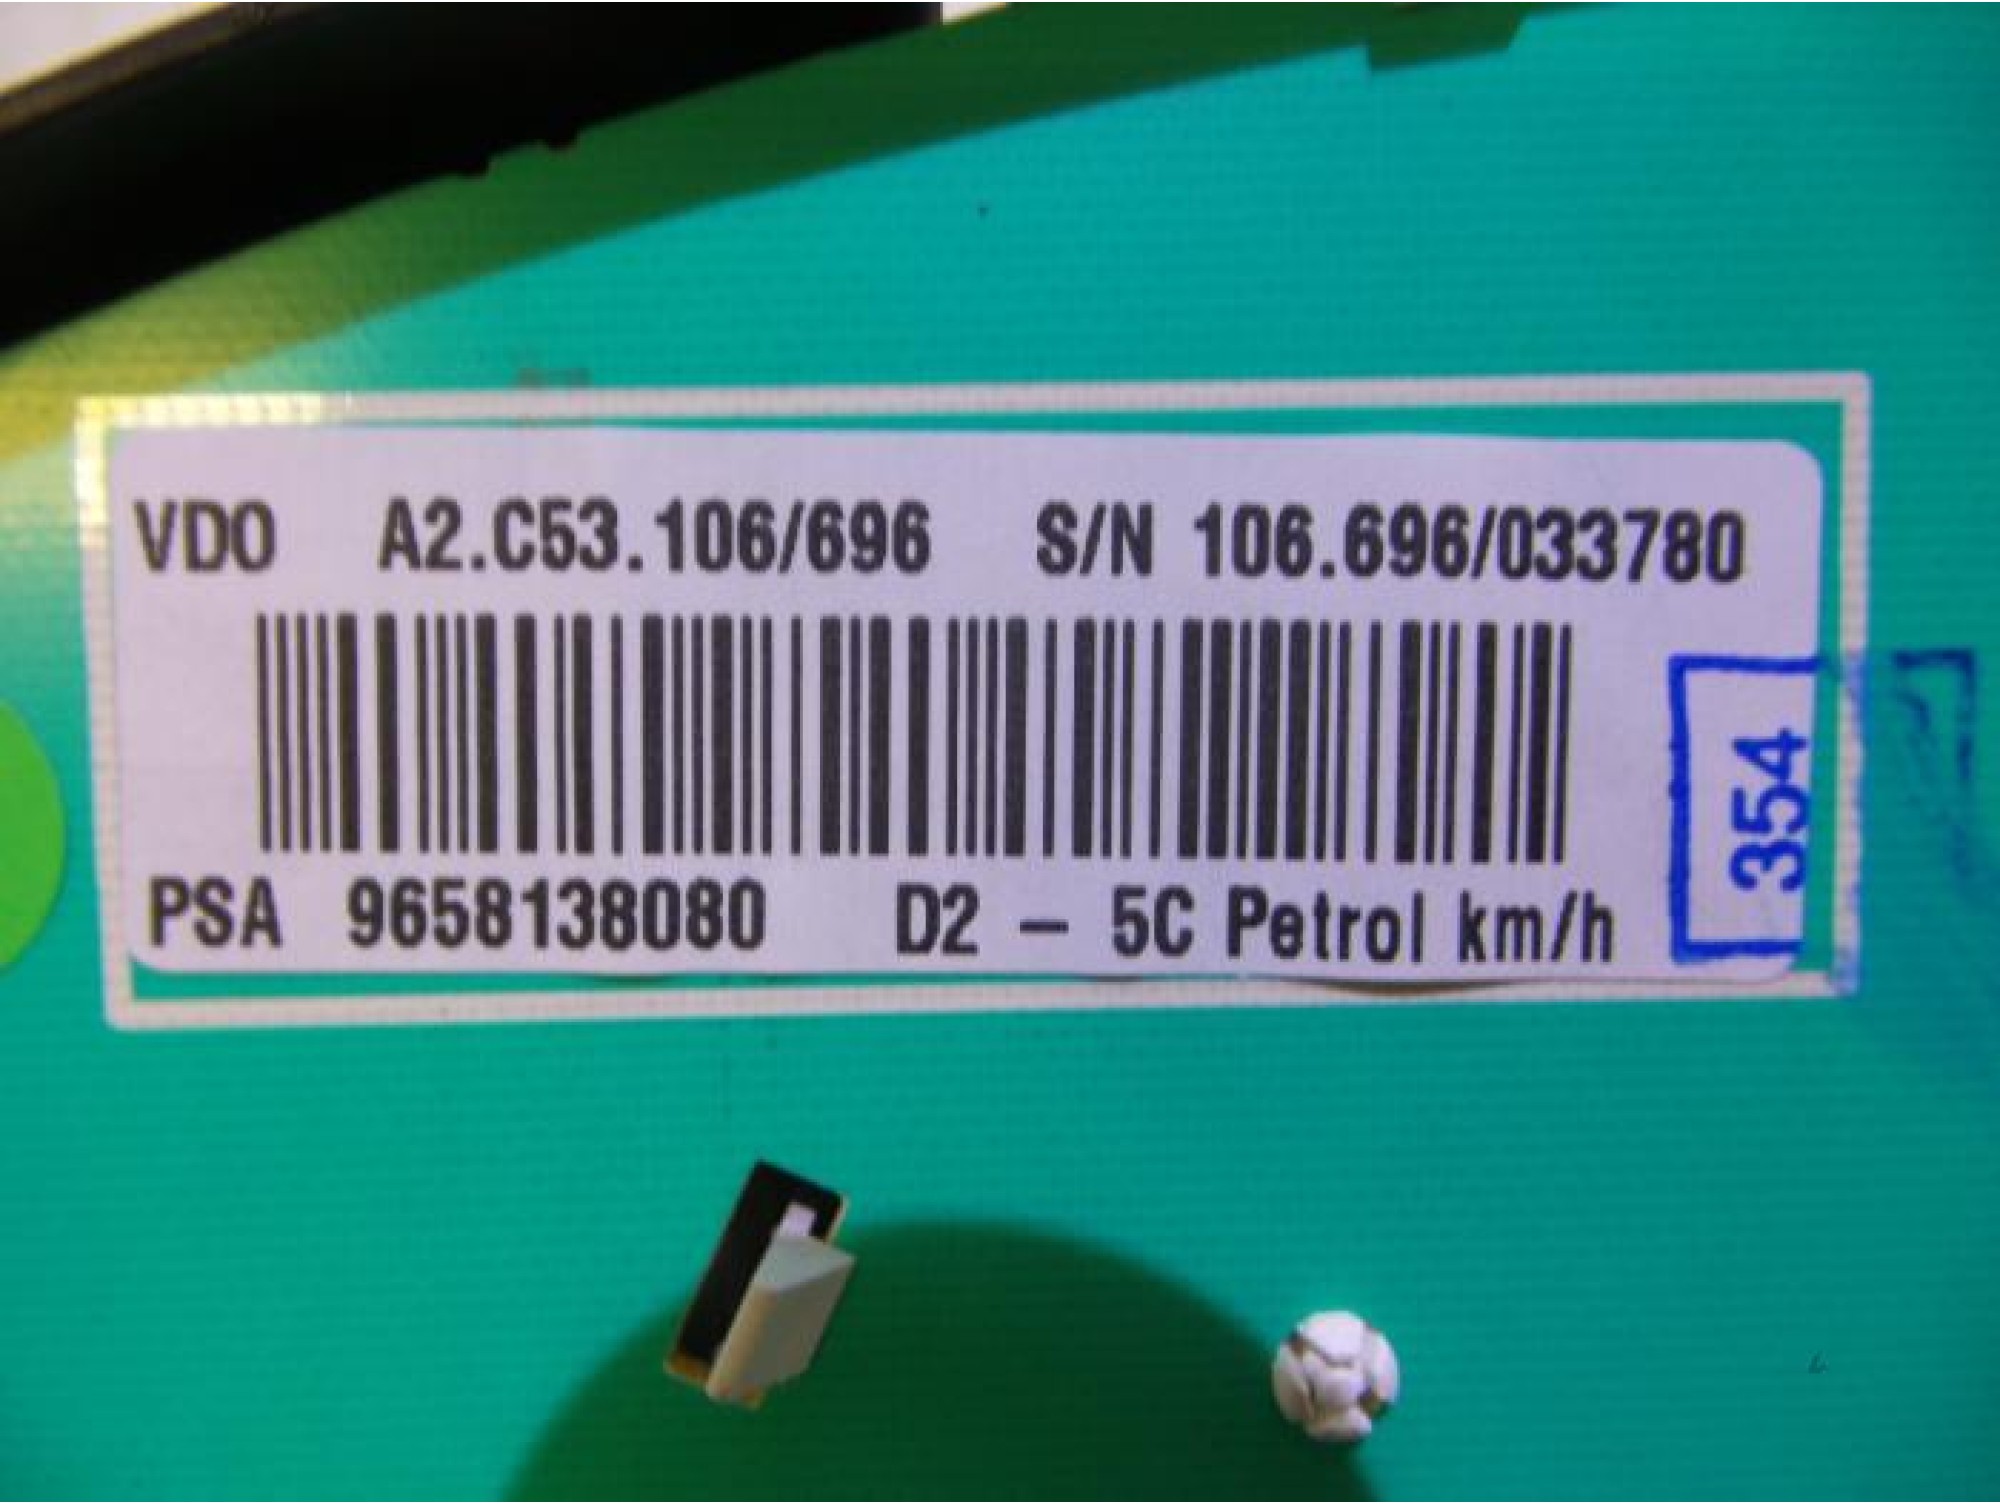 VDO A2.C53.106/696 S/N 106.696/033780
PSA 9658138080 D2 - 5C Petrol km/h
354